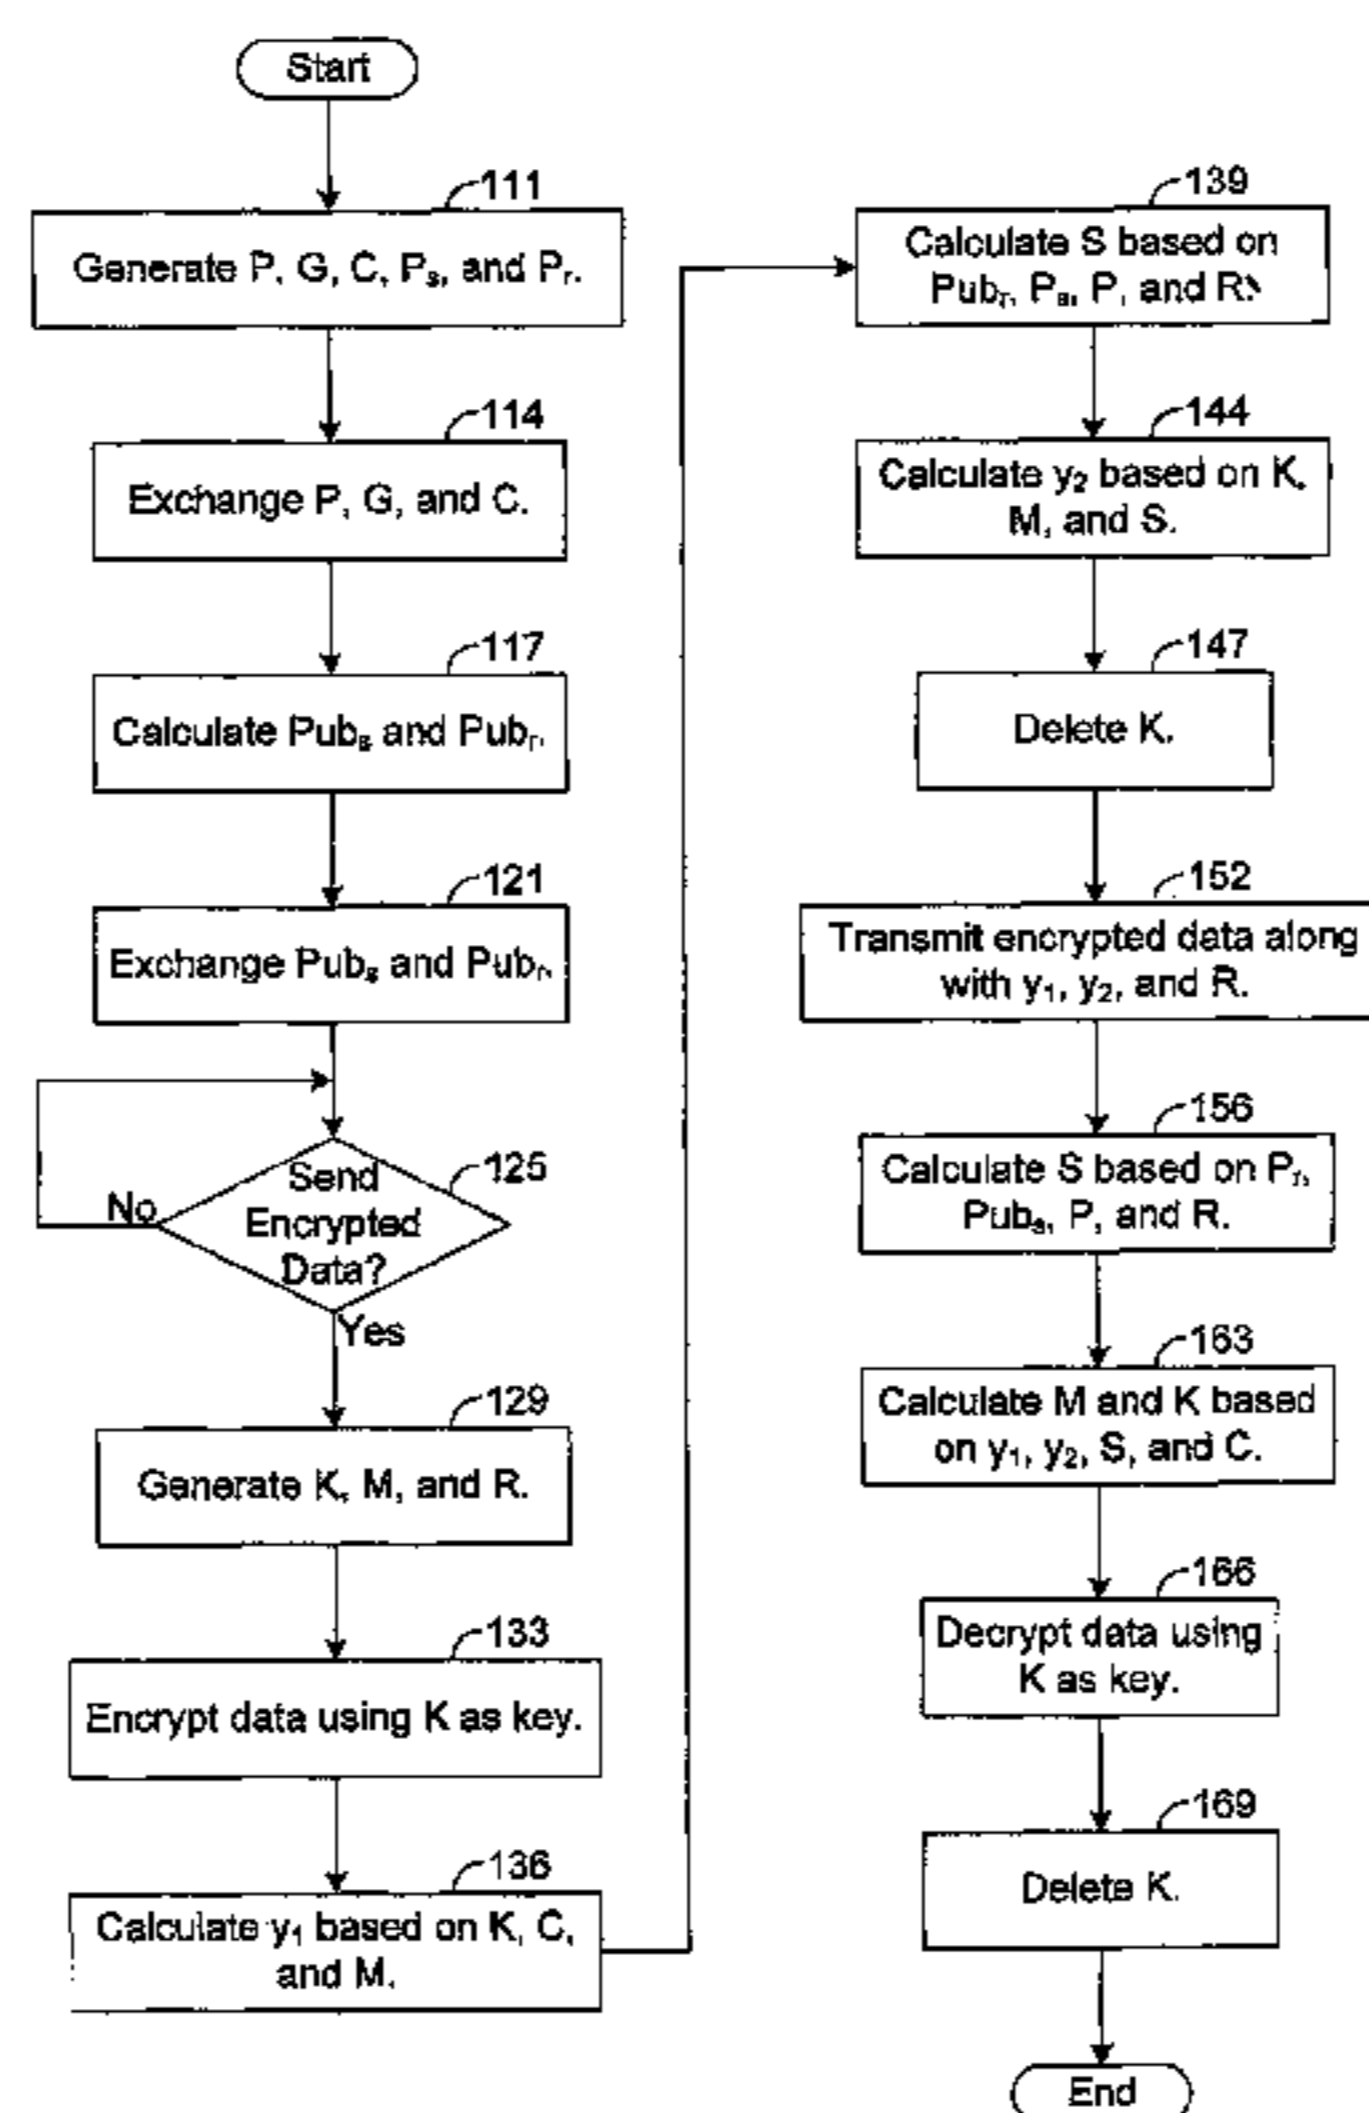 Start
111
Generate P, G, C, Pₛ, and Pᵣ.
114
Exchange P, G, and C.
117
Calculate Pubₛ and Pubᵣ.
121
Exchange Pubₛ and Pubᵣ.
125
Send
Encrypted
Data?
No
Yes
129
Generate K, M, and R.
133
Encrypt data using K as key.
136
Calculate y₁ based on K, C,
and M.
139
Calculate S based on
Pubᵣ, Pₛ, P, and R.
144
Calculate y₂ based on K,
M, and S.
147
Delete K.
152
Transmit encrypted data along
with y₁, y₂, and R.
156
Calculate S based on Pᵣ,
Pubₛ, P, and R.
163
Calculate M and K based
on y₁, y₂, S, and C.
166
Decrypt data using
K as key.
169
Delete K.
End